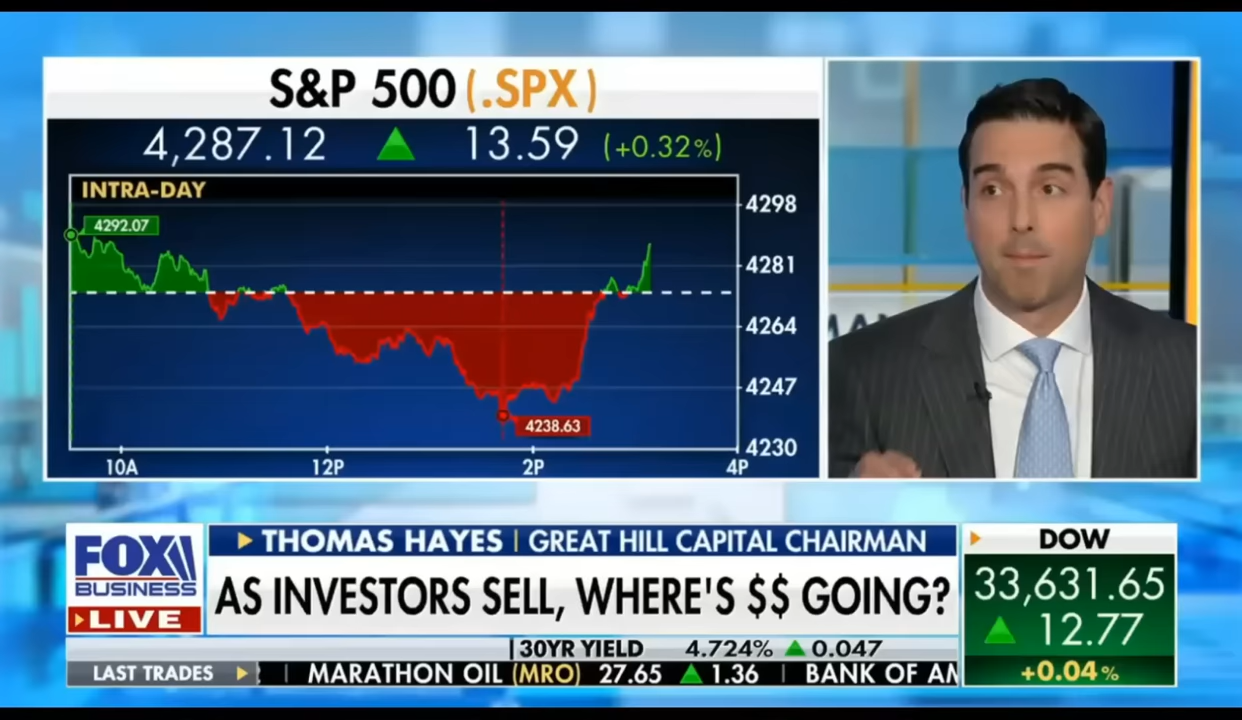 S&P 500 (.SPX)
4,287.12 ▲ 13.59 (+0.32%)
INTRA-DAY
4292.07
4298
4281
4264
4247
4230
4238.63
10A 12P 2P 4P
FOX
BUSINESS
LIVE
THOMAS HAYES | GREAT HILL CAPITAL CHAIRMAN
AS INVESTORS SELL, WHERE'S $$ GOING?
30YR YIELD 4.724% ▲ 0.047
LAST TRADES MARATHON OIL (MRO) 27.65 ▲ 1.36 | BANK OF AM
DOW
33,631.65
▲ 12.77
+0.04%